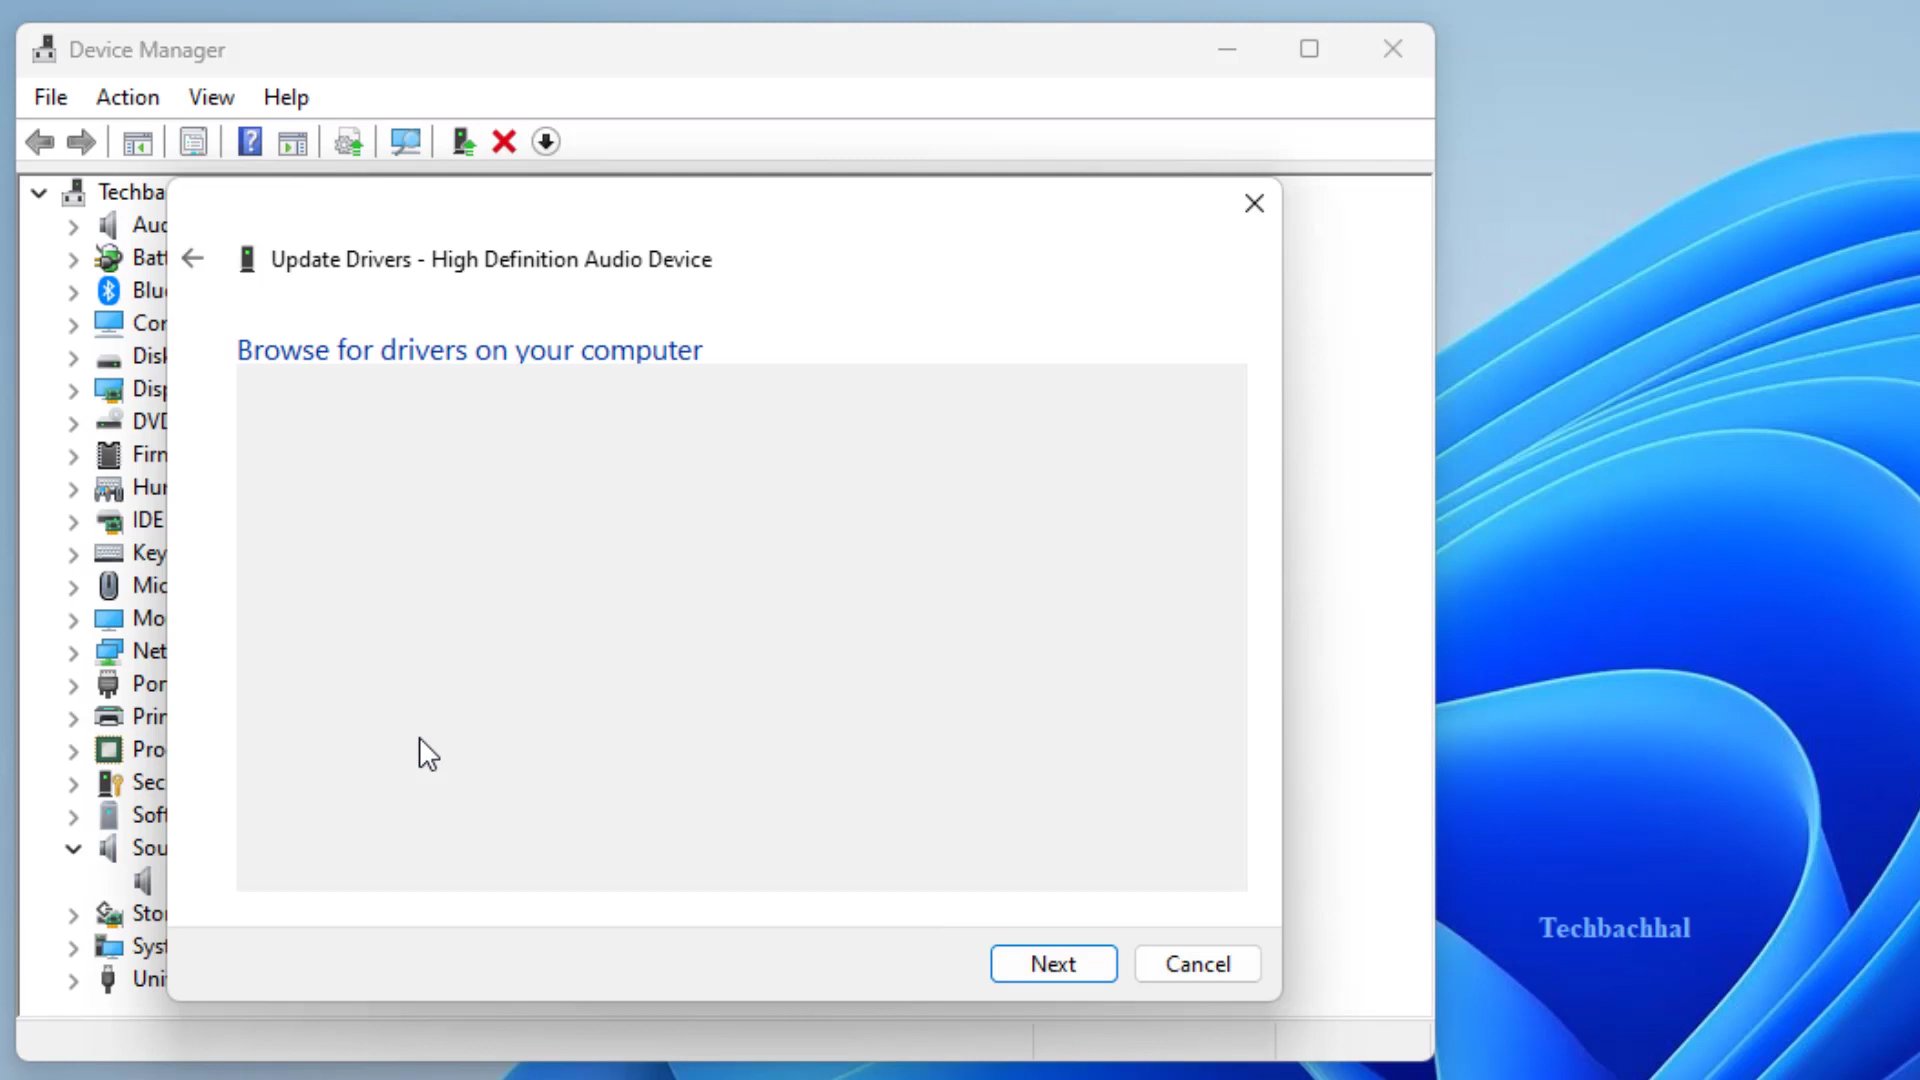 Device Manager
File Action View Help
Techba
Update Drivers - High Definition Audio Device
Browse for drivers on your computer
Auc
Batt
Blu
Cor
Disk
Disp
DVD
Firn
Hur
IDE
Key
Mic
Mo
Net
Por
Prin
Pro
Sec
Soft
Sou
Stor
Syst
Uni
Next Cancel
Techbachhal